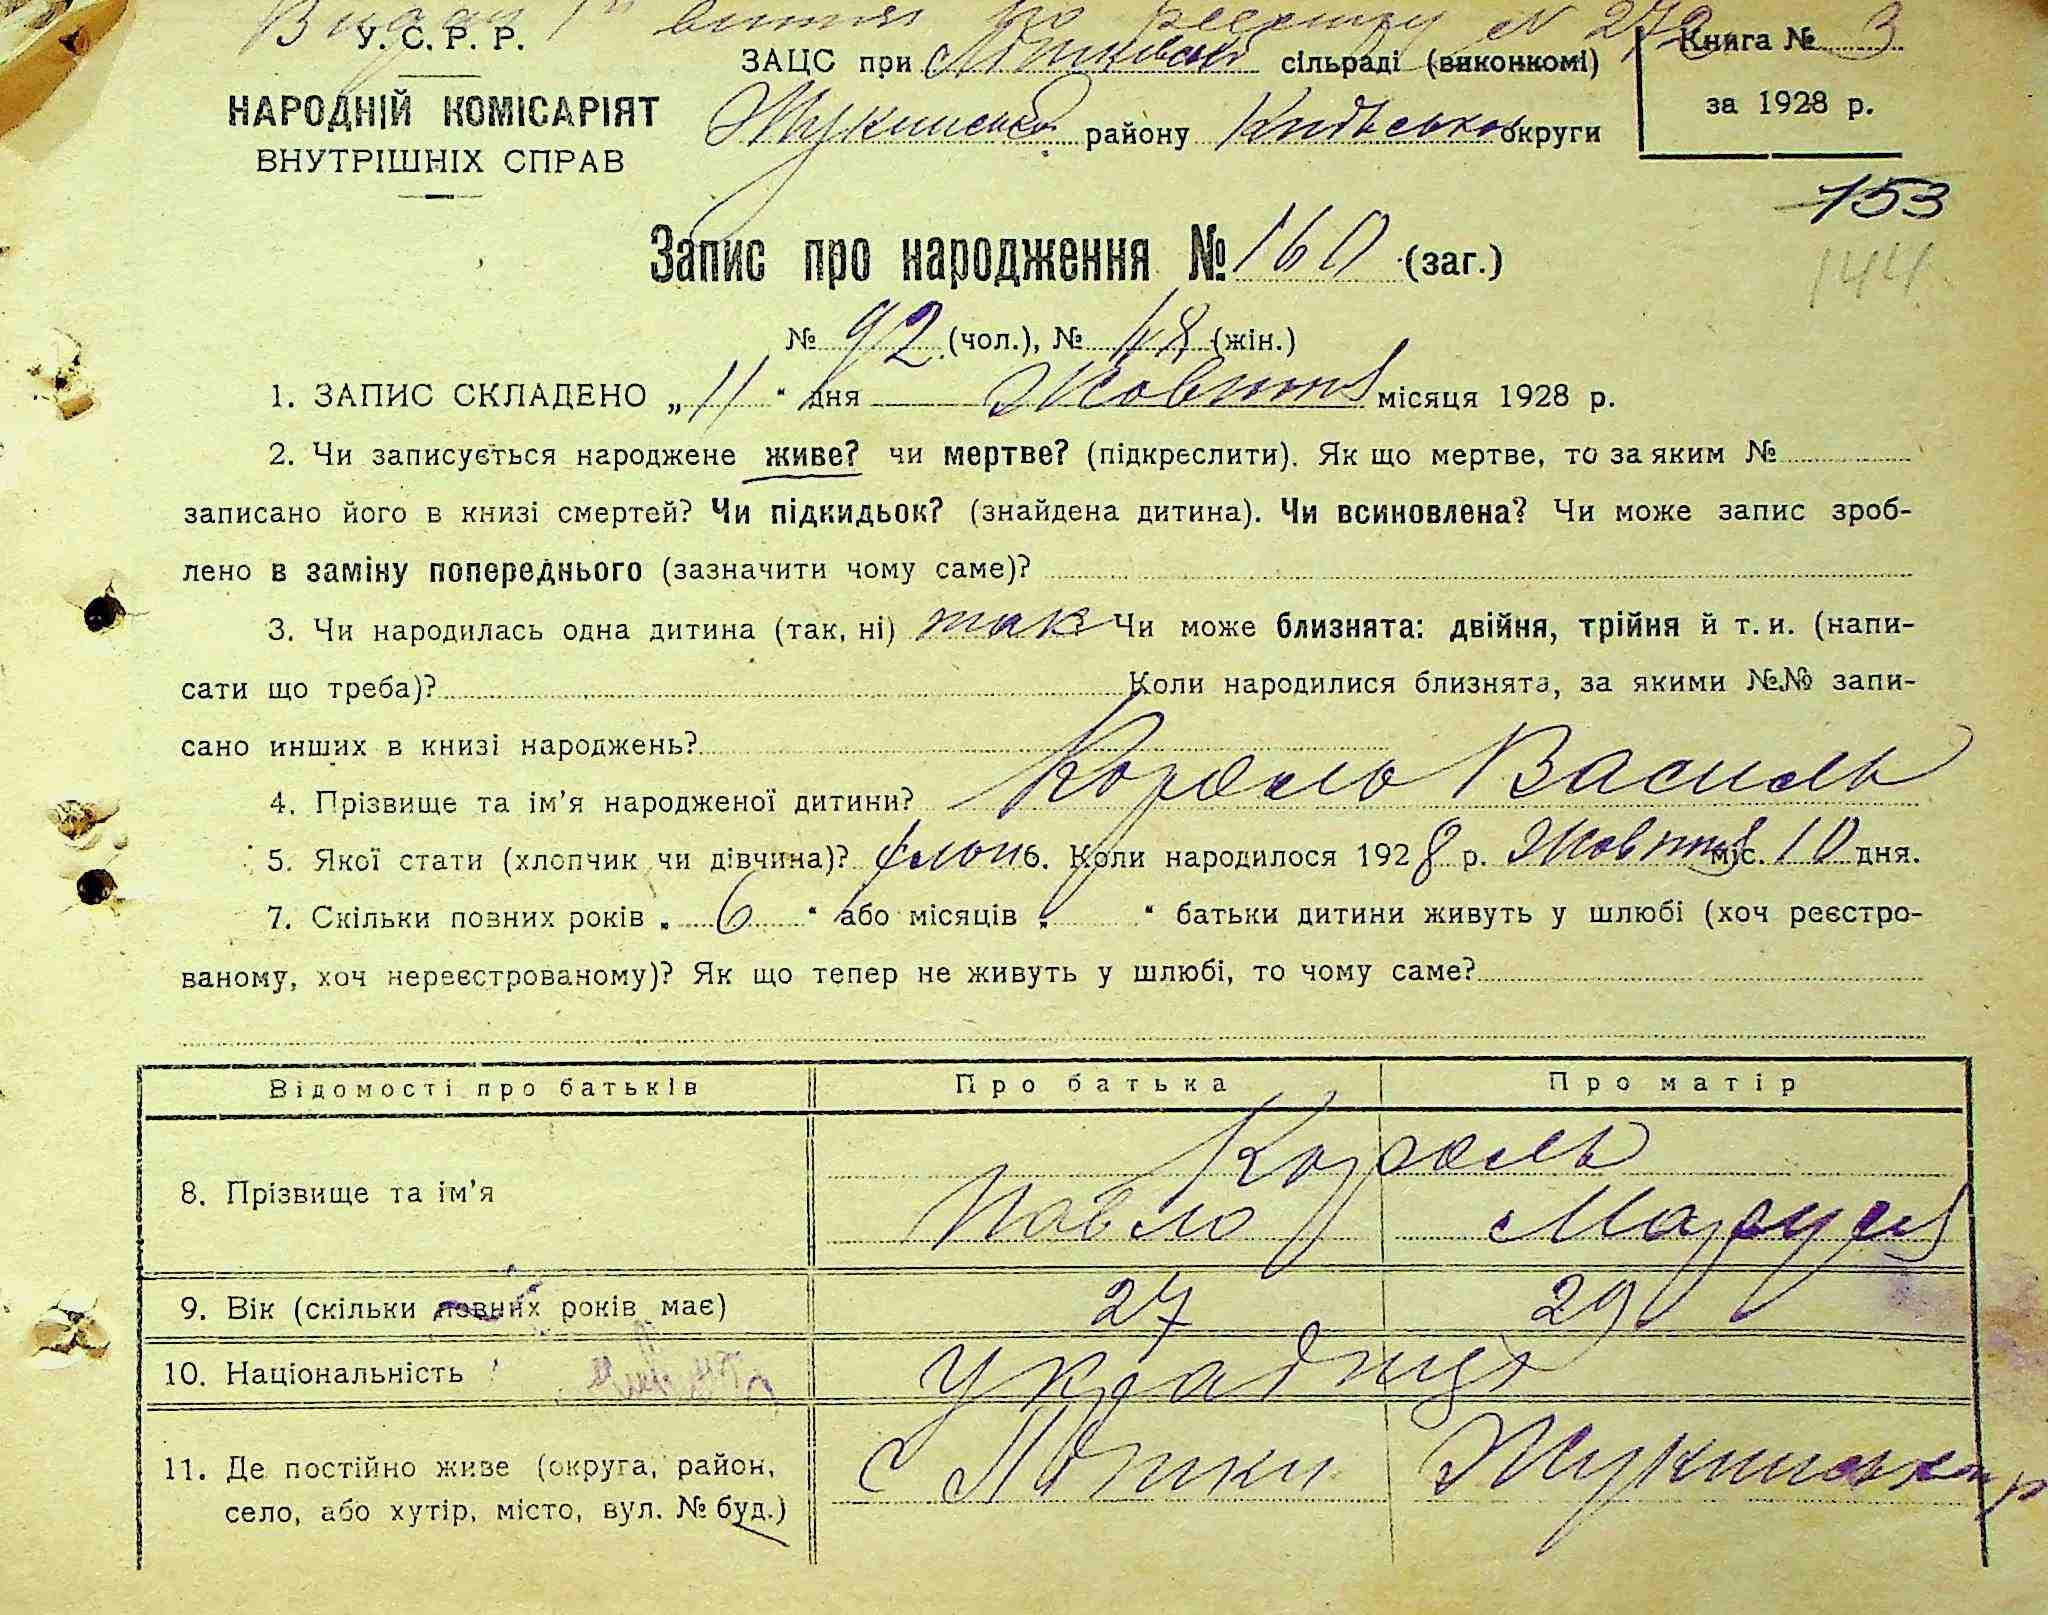 У. С. Р. Р.
НАРОДНІЙ КОМІСАРІЯТ
ВНУТРІШНІХ СПРАВ
ЗАЦС при сільраді (виконкомі)
Жукинського району Київської округи
Книга № 3
за 1928 р.
153
144
Запис про народження № 160 (заг.)
№ 92 (чол.), № (жін.)
1. ЗАПИС СКЛАДЕНО „ 11 “ дня Жовтня місяця 1928 р.
2. Чи записується народжене живе? чи мертве? (підкреслити). Як що мертве, то за яким №
записано його в книзі смертей? Чи підкидьок? (знайдена дитина). Чи всиновлена? Чи може запис зроб-
лено в заміну попереднього (зазначити чому саме)?
3. Чи народилась одна дитина (так, ні) так Чи може близнята: двійня, трійня й т. и. (напи-
сати що треба)? Коли народилися близнята, за якими №№ запи-
сано инших в книзі народжень?
4. Прізвище та ім’я народженої дитини? Король Василь
5. Якої стати (хлопчик чи дівчина)? хлоп 6. Коли народилося 1928 р. Жовтня міс. 10 дня.
7. Скільки повних років „ 6 “ або місяців „ “ батьки дитини живуть у шлюбі (хоч реєстро-
ваному, хоч нереєстрованому)? Як що тепер не живуть у шлюбі, то чому саме?
Відомості про батьків Про батька Про матір
8. Прізвище та ім’я Король
Павло Маруся
9. Вік (скільки повних років має) 27 29
10. Національність Українці
11. Де постійно живе (округа, район,
село, або хутір, місто, вул. № буд.)
с Жукинськ р